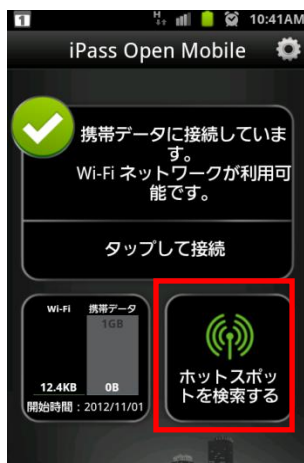 1
H
10:41AM
iPass Open Mobile
携帯データに接続していま
す。
Wi-Fi ネットワークが利用可
能です。
タップして接続
Wi-Fi 携帯データ
1GB
12.4KB 0B
開始時間：2012/11/01
ホットスポッ
トを検索する